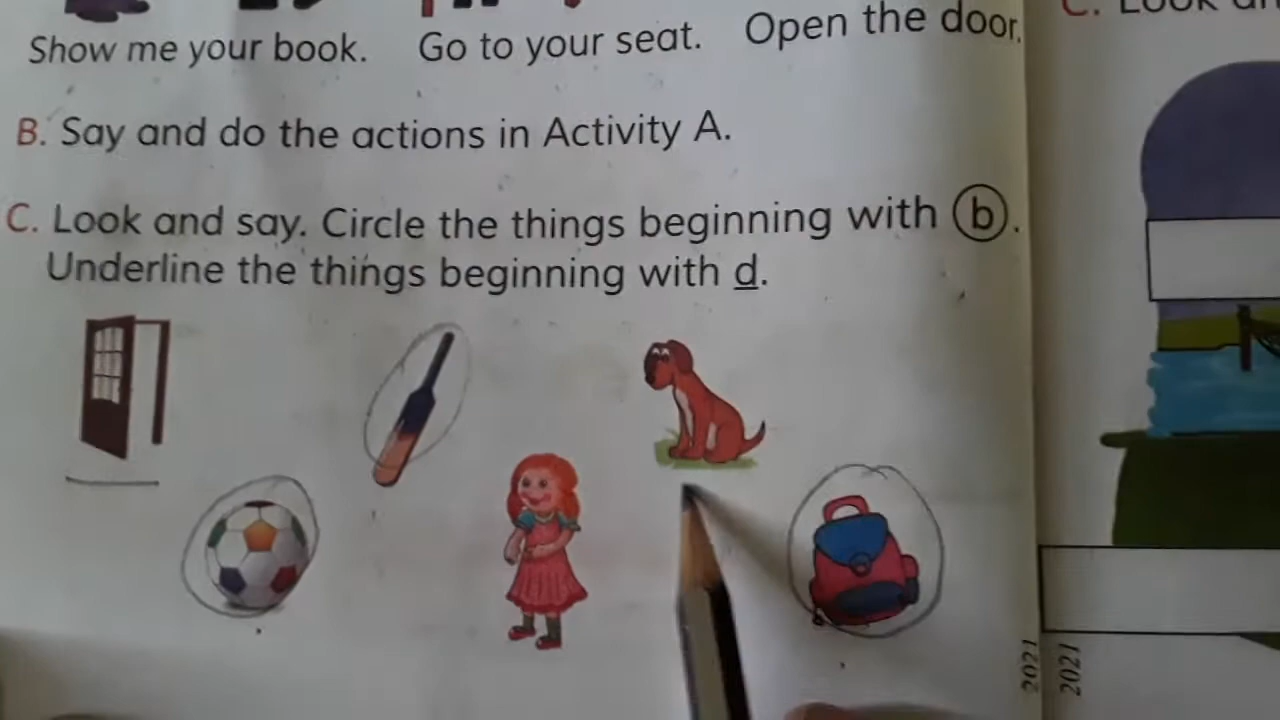 Show me your book. Go to your seat. Open the door.
B. Say and do the actions in Activity A.
C. Look and say. Circle the things beginning with b.
Underline the things beginning with d.
C. Look
2021
2021